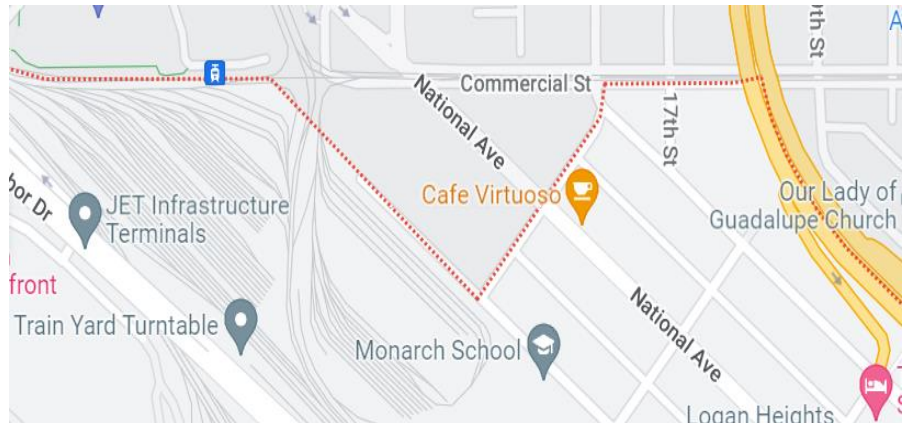 Commercial St
National Ave
17th St
Cafe Virtuoso
Our Lady of
Guadalupe Church
JET Infrastructure
Terminals
front
Train Yard Turntable
Monarch School
National Ave
Logan Heights